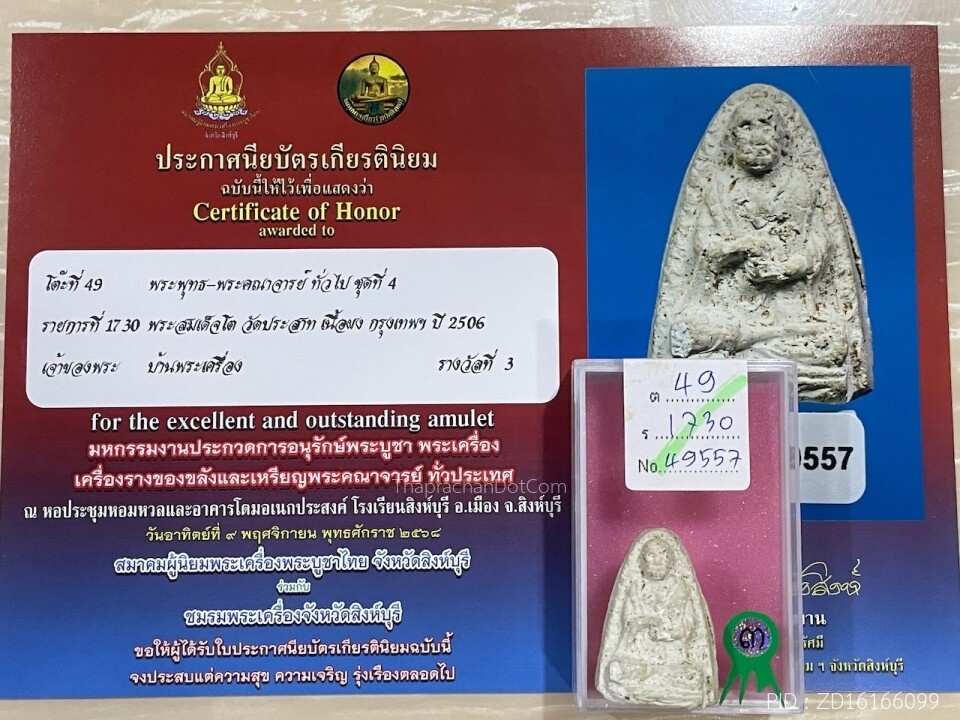 จังหวัดสิงห์บุรี
ประกาศนียบัตรเกียรตินิยม
ฉบับนี้ให้ไว้เพื่อแสดงว่า
Certificate of Honor
awarded to
โต๊ะที่ 49 พระพุทธ-พระคณาจารย์ ทั่วไป ชุดที่ 4
รายการที่ 1730 พระสมเด็จโต วัดประสาท เนื้อผง กรุงเทพฯ ปี 2506
เจ้าของพระ บ้านพระเครื่อง รางวัลที่ 3
for the excellent and outstanding amulet
มหกรรมงานประกวดการอนุรักษ์พระบูชา พระเครื่อง
เครื่องรางของขลังและเหรียญพระคณาจารย์ ทั่วประเทศ
ณ หอประชุมหอมหวลและอาคารโดมอเนกประสงค์ โรงเรียนสิงห์บุรี อ.เมือง จ.สิงห์บุรี
วันอาทิตย์ที่ ๙ พฤศจิกายน พุทธศักราช ๒๕๖๘
สมาคมผู้นิยมพระเครื่องพระบูชาไทย จังหวัดสิงห์บุรี
ร่วมกับ
ชมรมพระเครื่องจังหวัดสิงห์บุรี
ขอให้ผู้ได้รับใบประกาศนียบัตรเกียรตินิยมฉบับนี้
จงประสบแต่ความสุข ความเจริญ รุ่งเรืองตลอดไป
ต 49
ร 1730
No. 49557
557
๓
จังหวัดสิงห์บุรี
ThaprachanDotCom
PID : ZD16166099